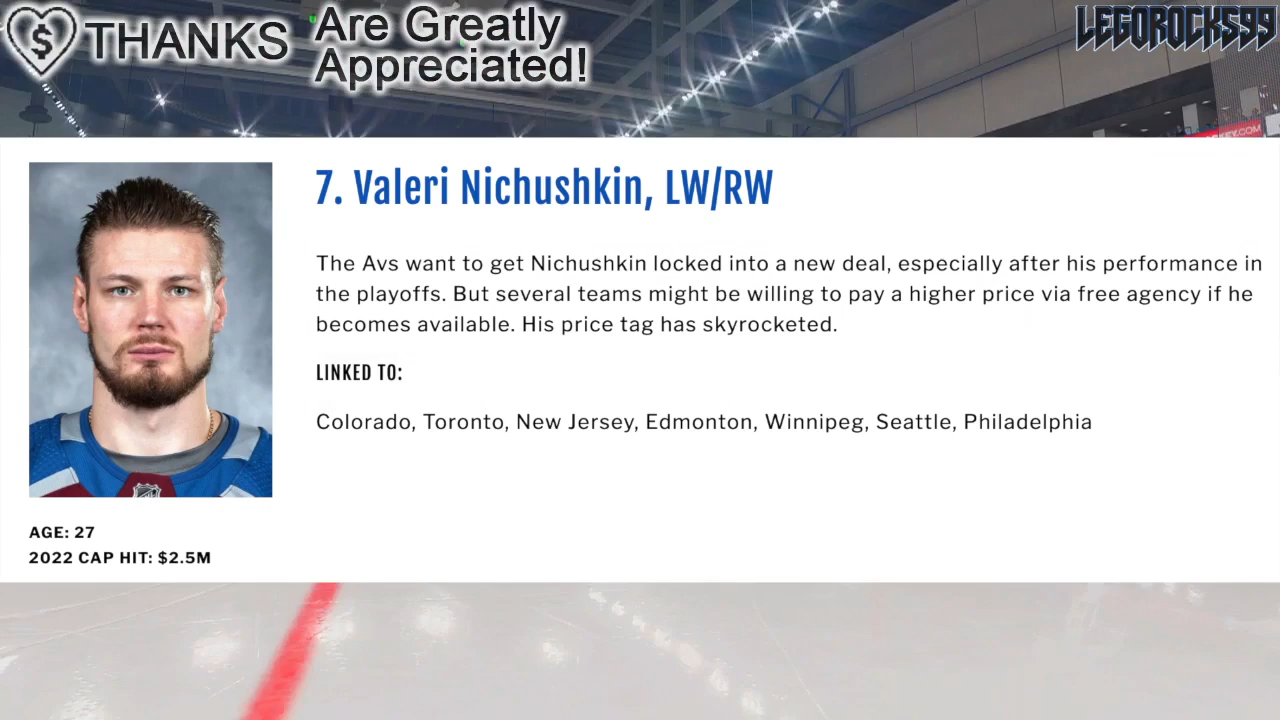 THANKS Are Greatly
Appreciated!
LEGOROCKS99
7. Valeri Nichushkin, LW/RW
The Avs want to get Nichushkin locked into a new deal, especially after his performance in
the playoffs. But several teams might be willing to pay a higher price via free agency if he
becomes available. His price tag has skyrocketed.
LINKED TO:
Colorado, Toronto, New Jersey, Edmonton, Winnipeg, Seattle, Philadelphia
AGE: 27
2022 CAP HIT: $2.5M